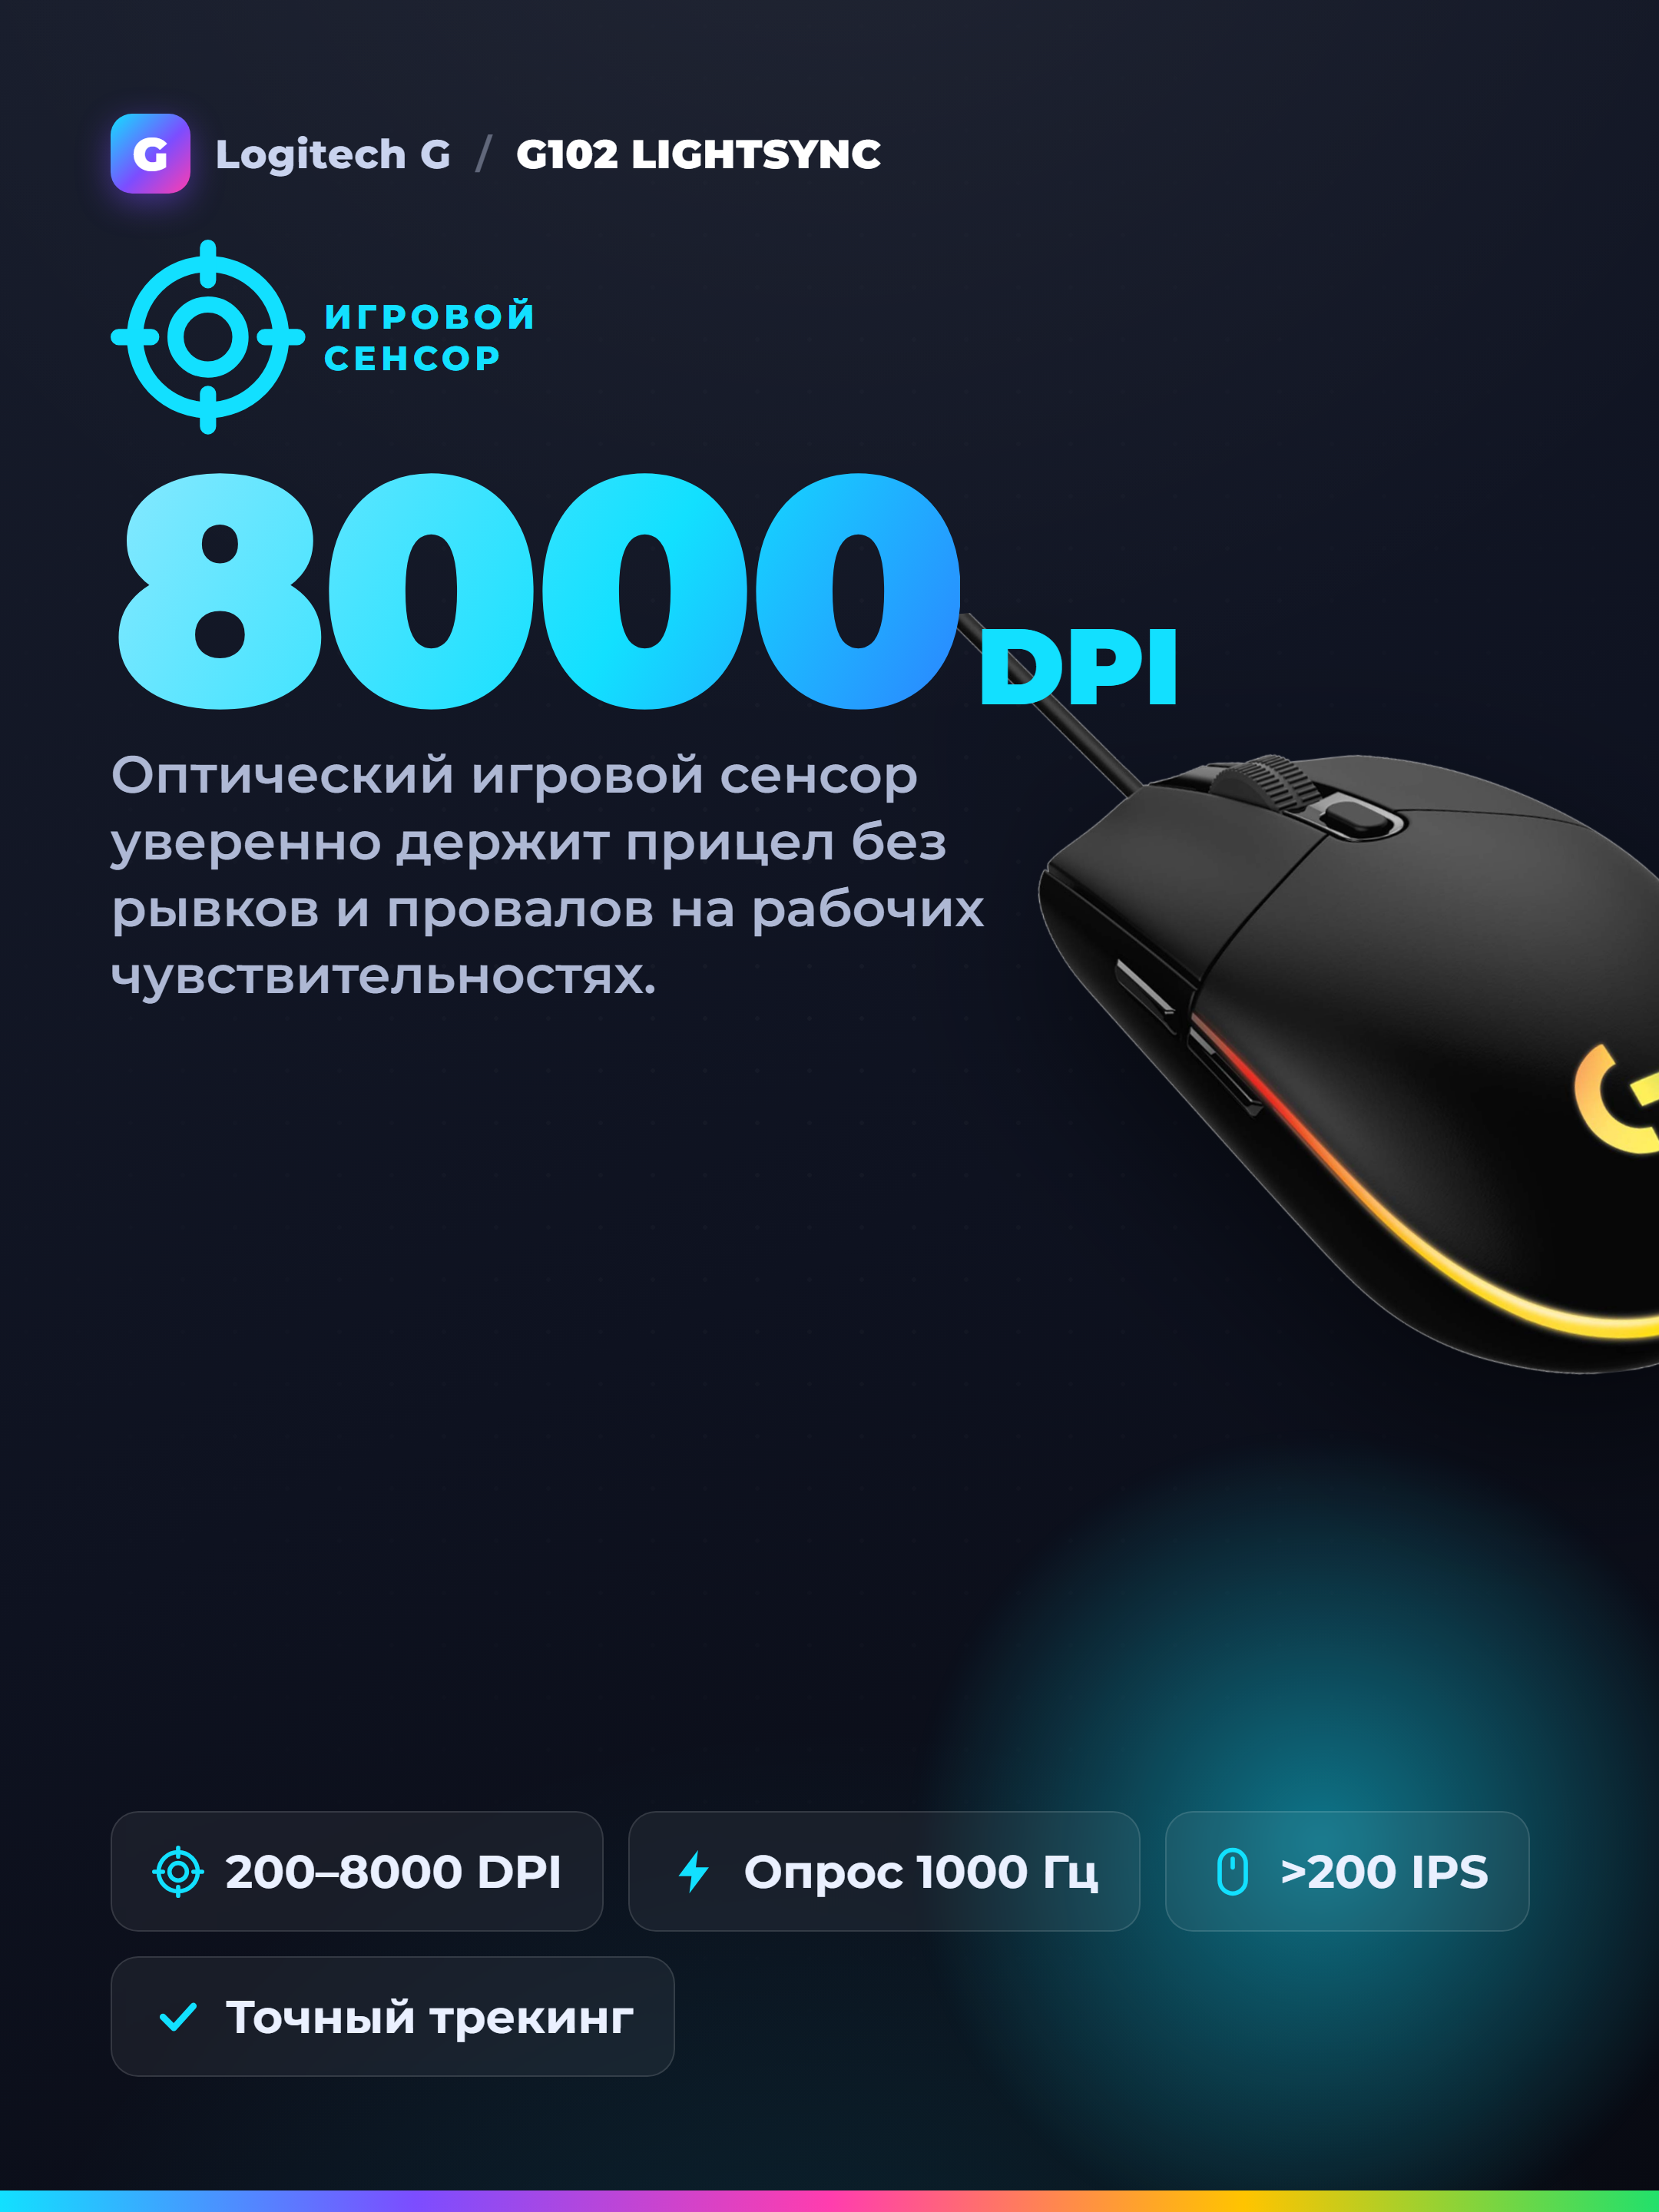 G Logitech G / G102 LIGHTSYNC
ИГРОВОЙ
СЕНСОР
8000 DPI
Оптический игровой сенсор
уверенно держит прицел без
рывков и провалов на рабочих
чувствительностях.
G
200–8000 DPI
Опрос 1000 Гц
>200 IPS
Точный трекинг